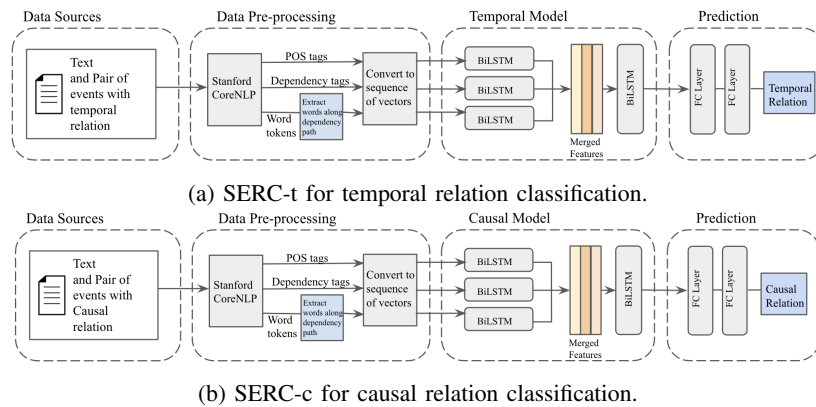 Data Sources
Data Pre-processing
Temporal Model
Prediction
Text
and Pair of
events with
temporal
relation
Stanford
CoreNLP
POS tags
Dependency tags
Word
tokens
Extract
words along
dependency
path
Convert to
sequence
of vectors
BiLSTM
BiLSTM
BiLSTM
Merged
Features
BiLSTM
FC Layer
FC Layer
Temporal
Relation
(a) SERC-t for temporal relation classification.
Data Sources
Data Pre-processing
Causal Model
Prediction
Text
and Pair of
events with
Causal
relation
Stanford
CoreNLP
POS tags
Dependency tags
Word
tokens
Extract
words along
dependency
path
Convert to
sequence
of vectors
BiLSTM
BiLSTM
BiLSTM
Merged
Features
BiLSTM
FC Layer
FC Layer
Causal
Relation
(b) SERC-c for causal relation classification.